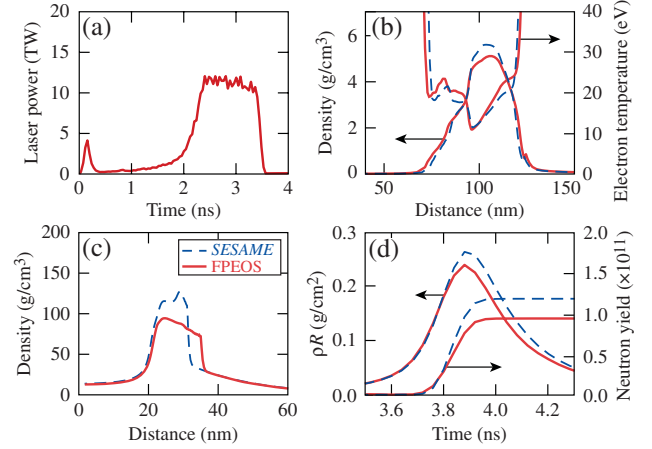 (a)
Laser power (TW)
20
15
10
5
0
0 1 2 3 4
Time (ns)
(b)
Density (g/cm3)
6
4
2
0
50 100 150
Distance (nm)
40
30
20
10
0
Electron temperature (eV)
(c)
SESAME
FPEOS
Density (g/cm3)
200
150
100
50
0
0 20 40 60
Distance (nm)
(d)
ρR (g/cm2)
0.3
0.2
0.1
0.0
3.6 3.8 4.0 4.2
Time (ns)
2.0
1.5
1.0
0.5
0.0
Neutron yield (×10¹¹)